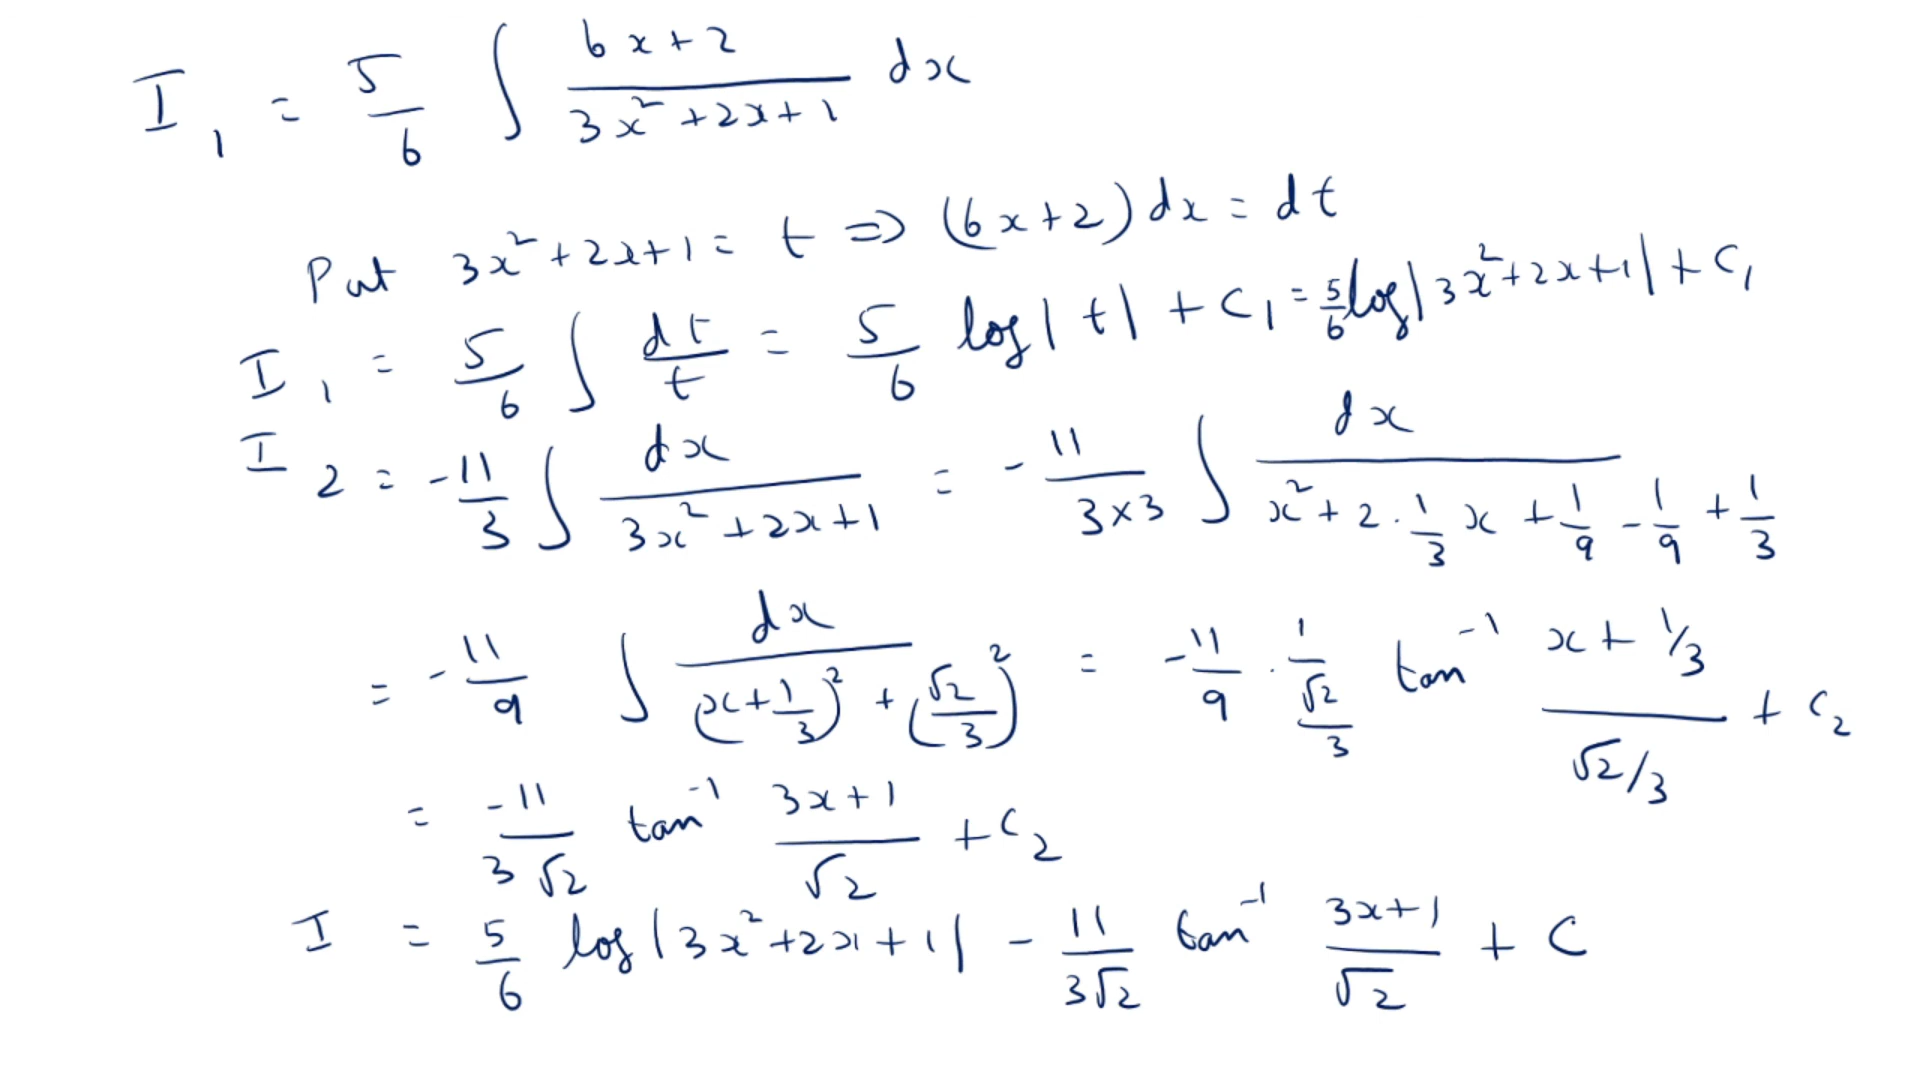 I₁ = 5/6 ∫ (6x+2)/(3x²+2x+1) dx
Put 3x²+2x+1 = t ⇒ (6x+2) dx = dt
I₁ = 5/6 ∫ dt/t = 5/6 log|t| + C₁ = 5/6 log|3x²+2x+1| + C₁
I₂ = -11/3 ∫ dx/(3x²+2x+1) = -11/(3×3) ∫ dx/(x²+2·1/3 x+1/9-1/9+1/3)
= -11/9 ∫ dx/((x+1/3)²+(√2/3)²) = -11/9 · 1/(√2/3) tan⁻¹ (x+1/3)/(√2/3) + C₂
= -11/(3√2) tan⁻¹ (3x+1)/√2 + C₂
I = 5/6 log|3x²+2x+1| - 11/(3√2) tan⁻¹ (3x+1)/√2 + C